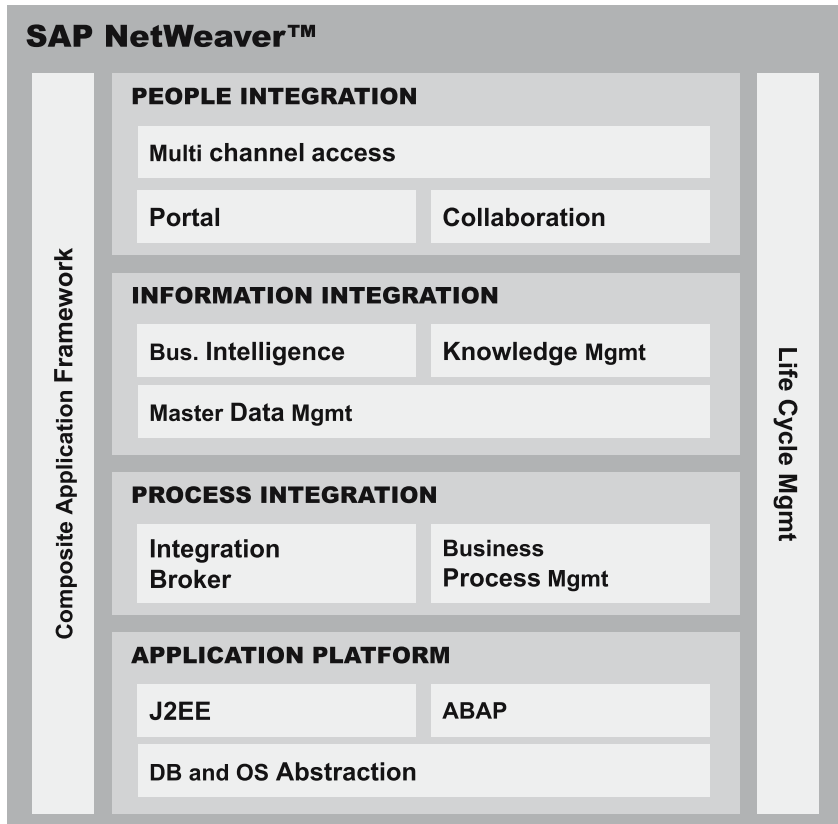 SAP NetWeaver™
Composite Application Framework
PEOPLE INTEGRATION
Multi channel access
Portal
Collaboration
INFORMATION INTEGRATION
Bus. Intelligence
Knowledge Mgmt
Master Data Mgmt
PROCESS INTEGRATION
Integration
Broker
Business
Process Mgmt
APPLICATION PLATFORM
J2EE
ABAP
DB and OS Abstraction
Life Cycle Mgmt